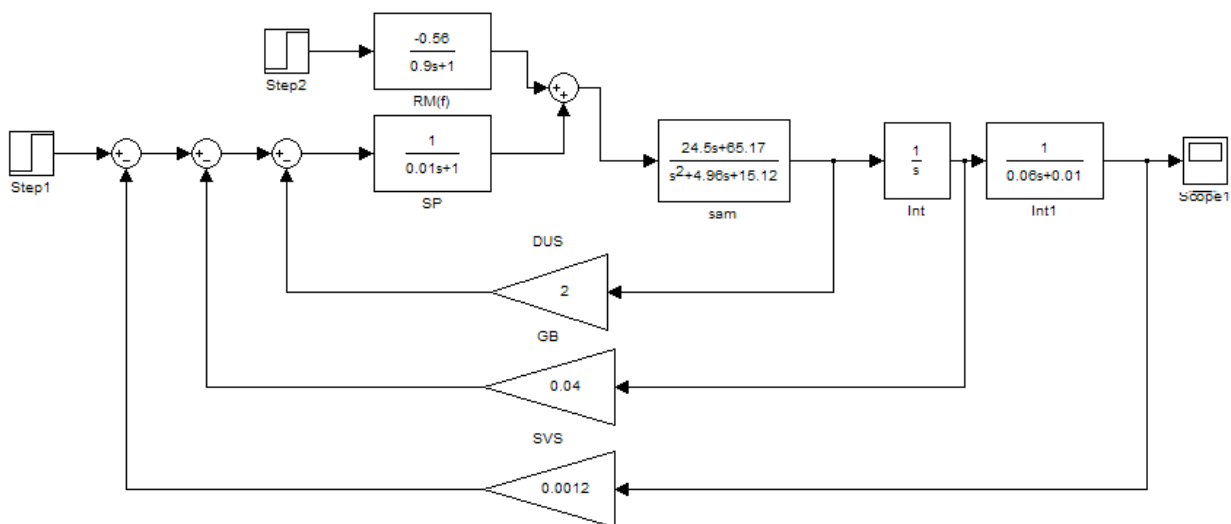 Step2
-0.56
0.9s+1
RM(f)
Step1
1
0.01s+1
SP
24.5s+65.17
s²+4.96s+15.12
sam
1
s
Int
1
0.06s+0.01
Int1
Scope1
DUS
2
GB
0.04
SVS
0.0012